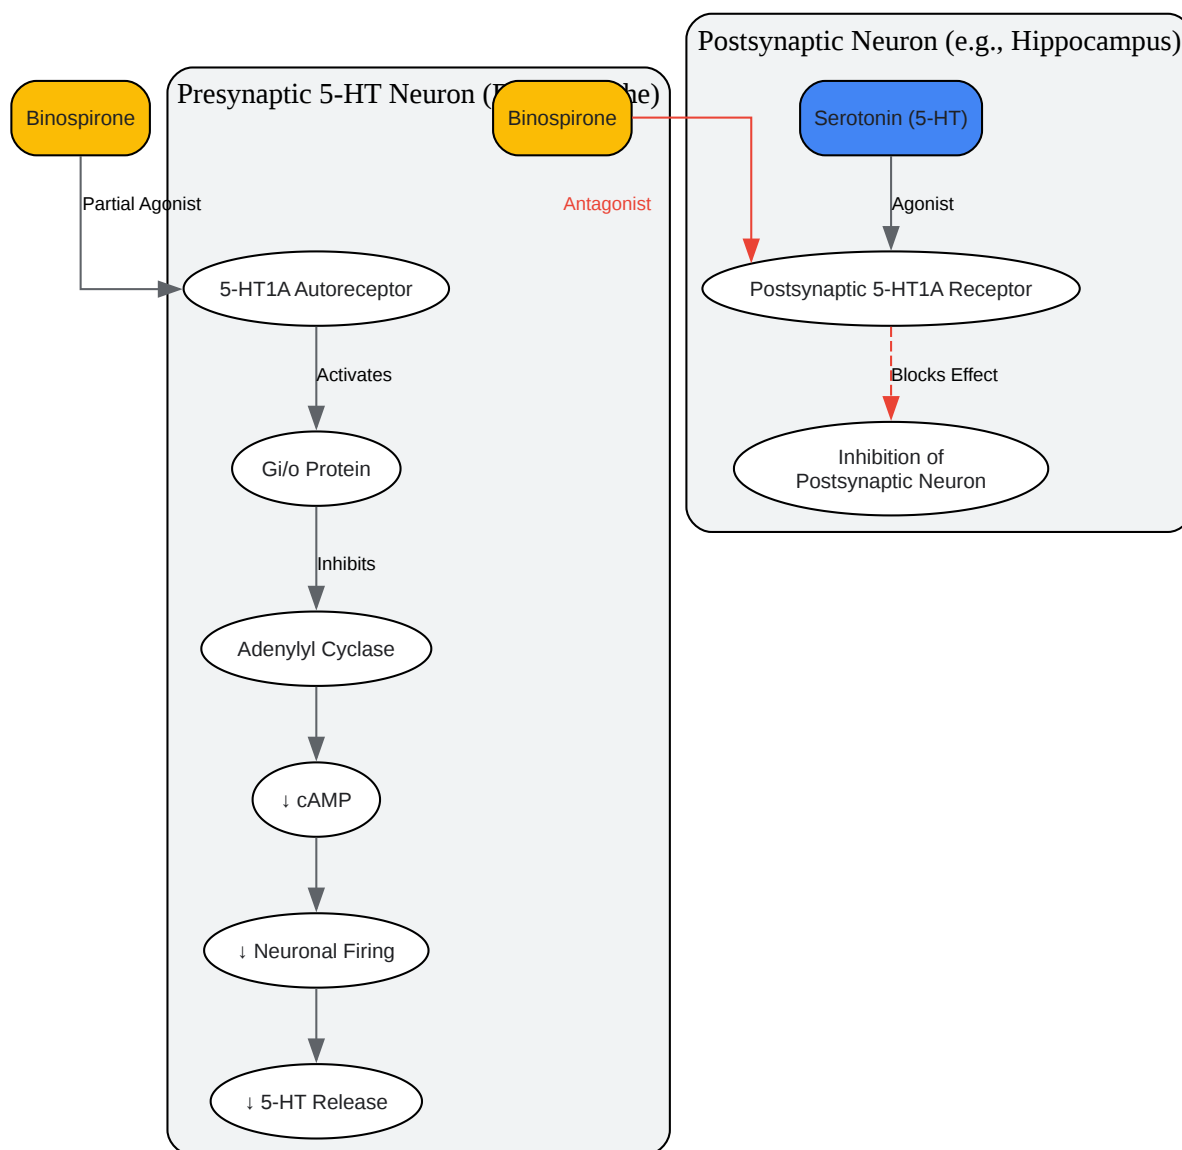 Postsynaptic Neuron (e.g., Hippocampus)
Presynaptic 5-HT Neuron (
Binospirone
Binospirone
Serotonin (5-HT)
Partial Agonist
Antagonist
Agonist
5-HT1A Autoreceptor
Postsynaptic 5-HT1A Receptor
Activates
Blocks Effect
Gi/o Protein
Inhibition of
Postsynaptic Neuron
Inhibits
Adenylyl Cyclase
↓ cAMP
↓ Neuronal Firing
↓ 5-HT Release